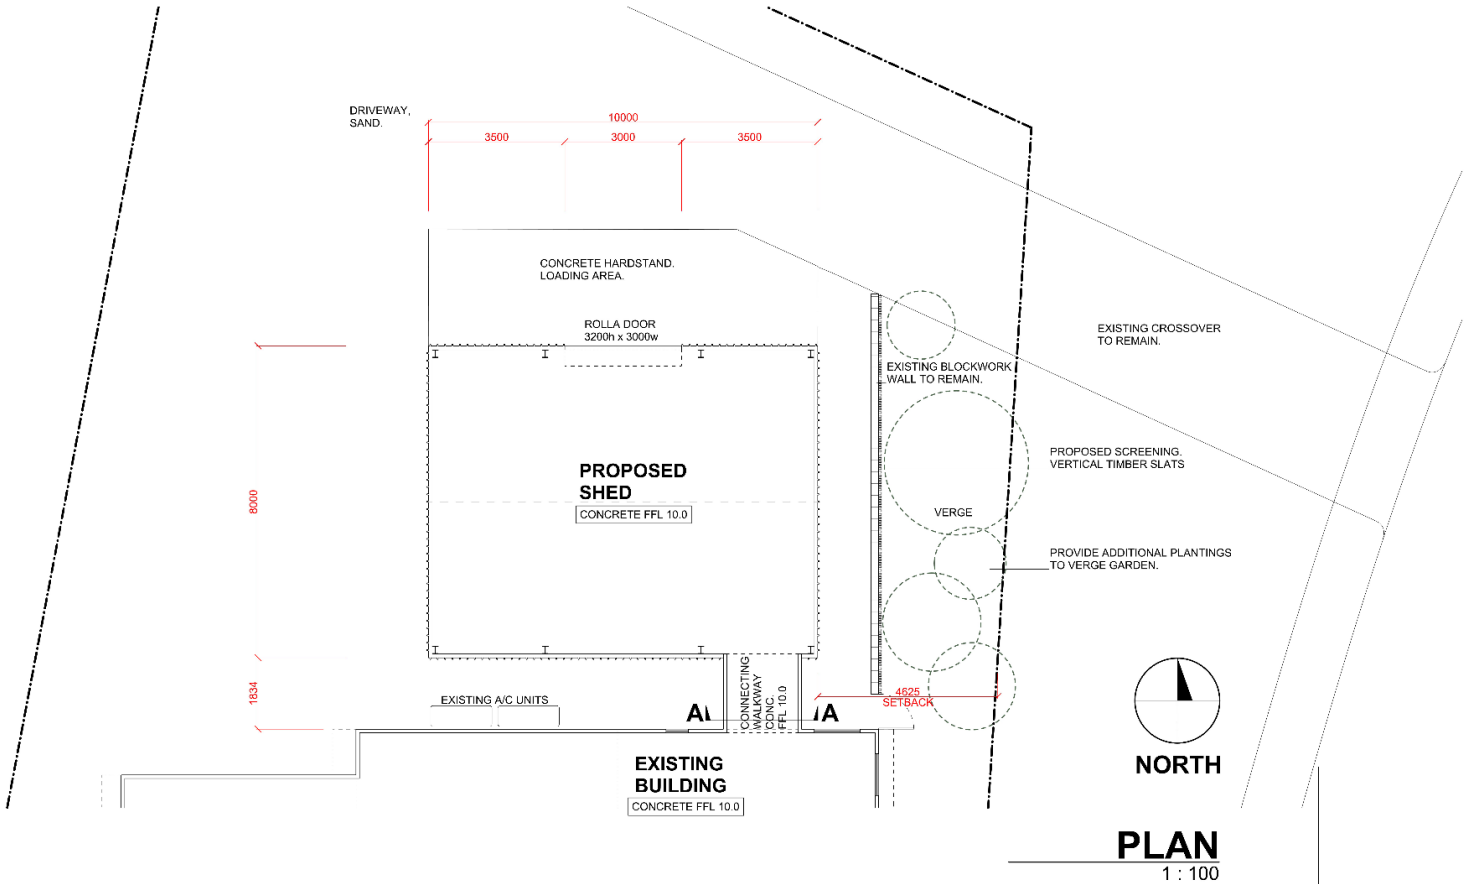 DRIVEWAY,
SAND.
10000
3500
3000
3500
CONCRETE HARDSTAND.
LOADING AREA.
ROLLA DOOR
3200h x 3000w
EXISTING CROSSOVER
TO REMAIN.
EXISTING BLOCKWORK
WALL TO REMAIN.
PROPOSED SCREENING.
VERTICAL TIMBER SLATS
PROPOSED
SHED
CONCRETE FFL 10.0
8000
VERGE
PROVIDE ADDITIONAL PLANTINGS
TO VERGE GARDEN.
1834
EXISTING A/C UNITS
CONNECTING
WALKWAY
CONC.
FFL 10.0
A
A
4625
SETBACK
EXISTING
BUILDING
CONCRETE FFL 10.0
NORTH
PLAN
1 : 100